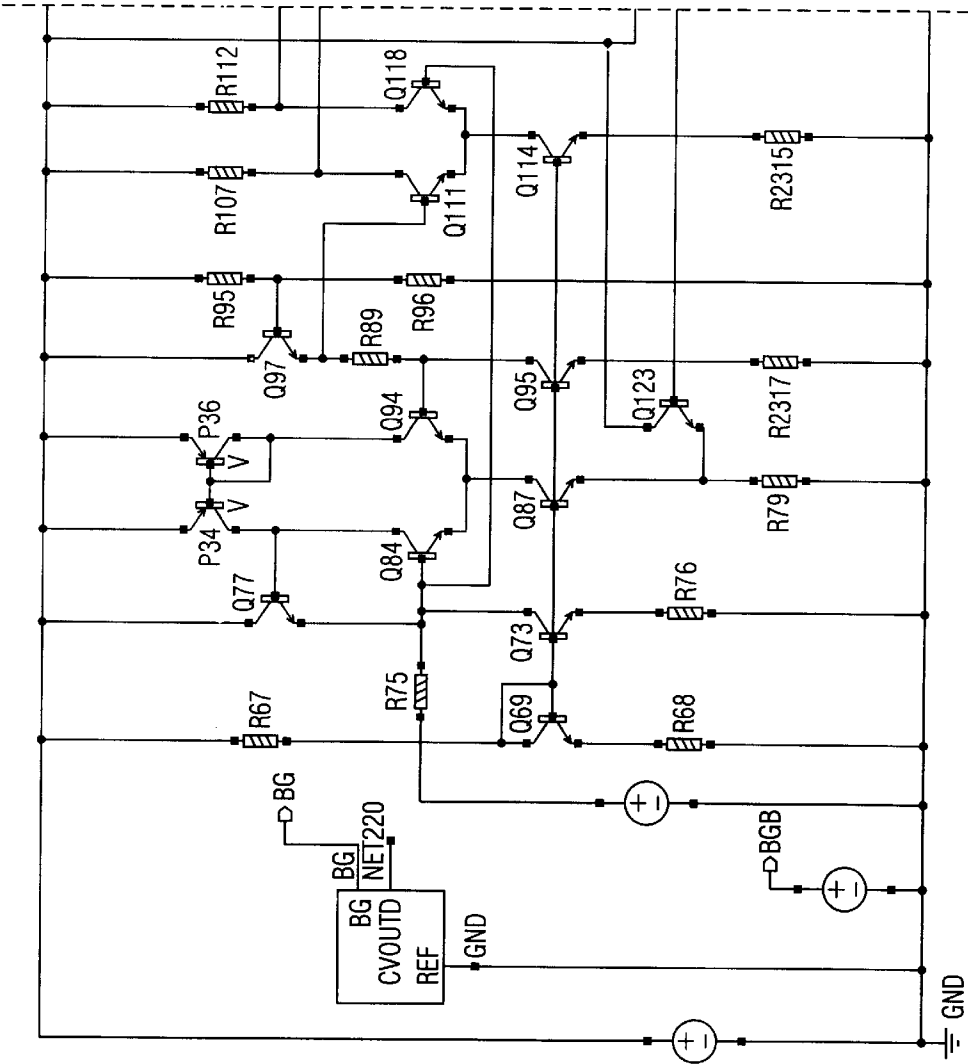 R112
Q118
R107
Q111
Q114
R2315
R95
R96
Q97
R89
Q94
Q95
Q123
R2317
P36
V
P34
V
Q84
Q87
R79
Q77
Q73
R76
R75
R67
Q69
R68
BG
BG
NET220
BG
CVOUTD
REF
GND
BGB
GND